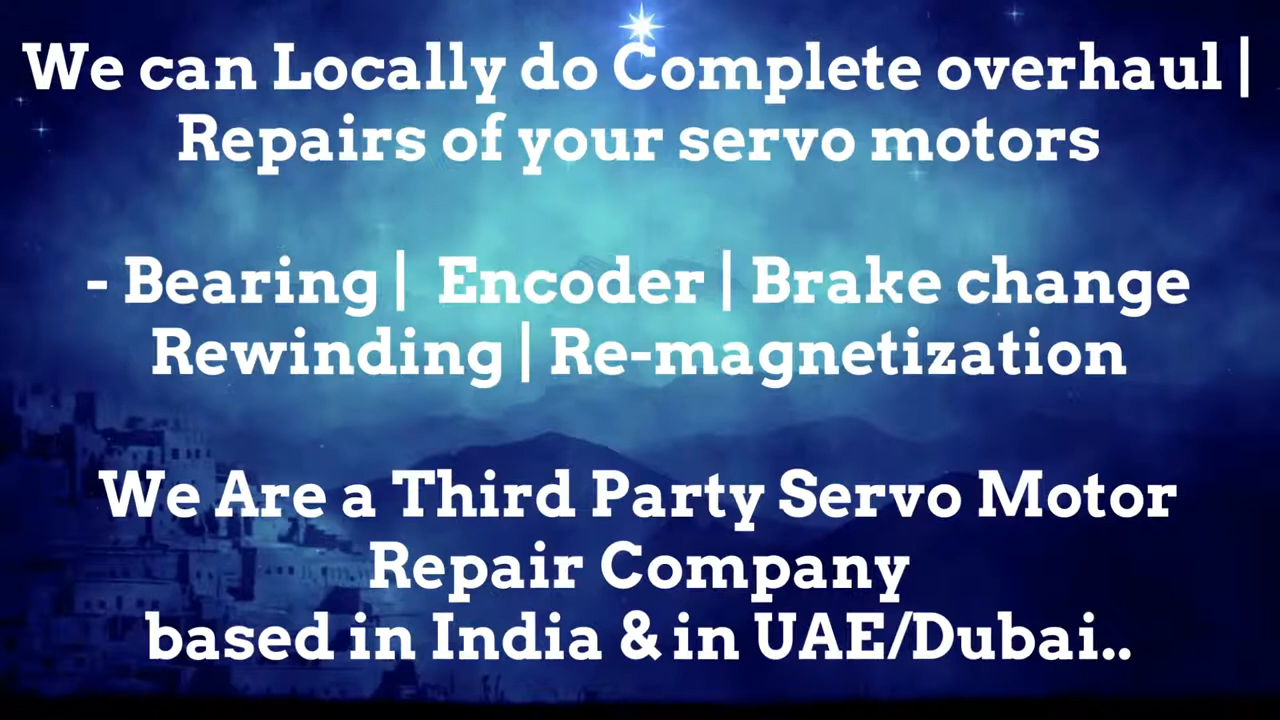 We can Locally do Complete overhaul |
Repairs of your servo motors
- Bearing | Encoder | Brake change
Rewinding | Re-magnetization
We Are a Third Party Servo Motor
Repair Company
based in India & in UAE/Dubai..